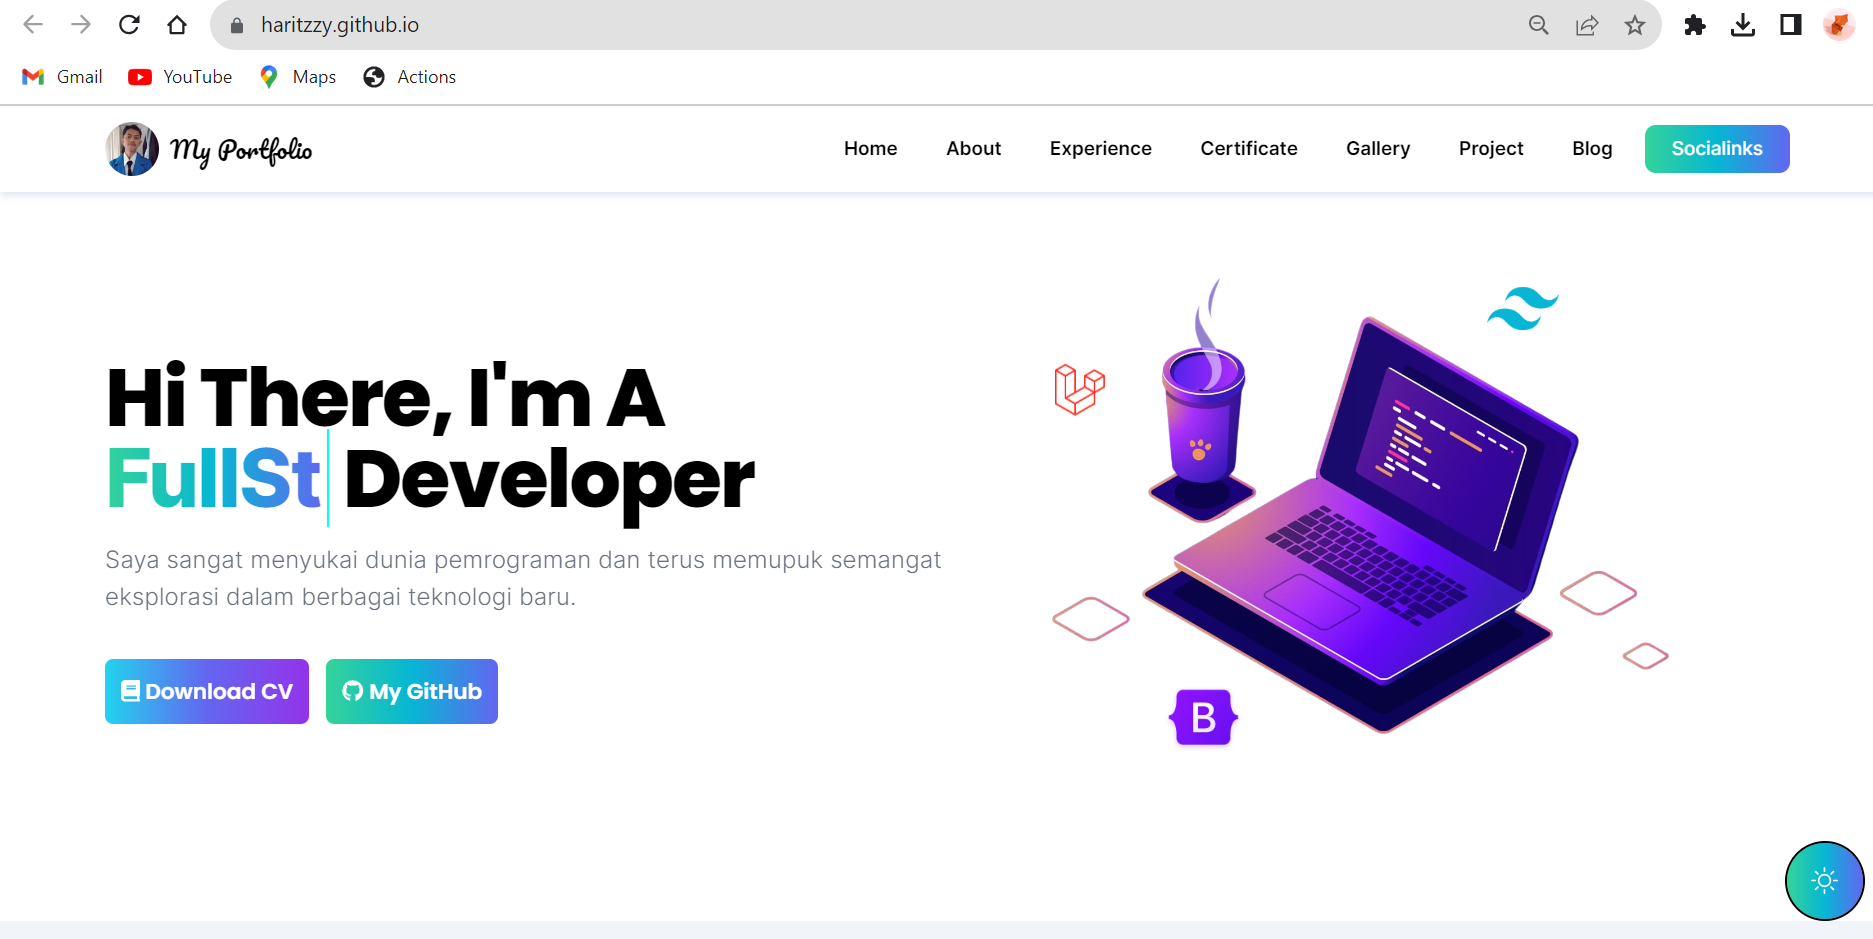 haritzzy.github.io
Gmail YouTube Maps Actions
My Portfolio Home About Experience Certificate Gallery Project Blog Socialinks
Hi There, I'm A
FullSt Developer
Saya sangat menyukai dunia pemrograman dan terus memupuk semangat
eksplorasi dalam berbagai teknologi baru.
Download CV My GitHub
B